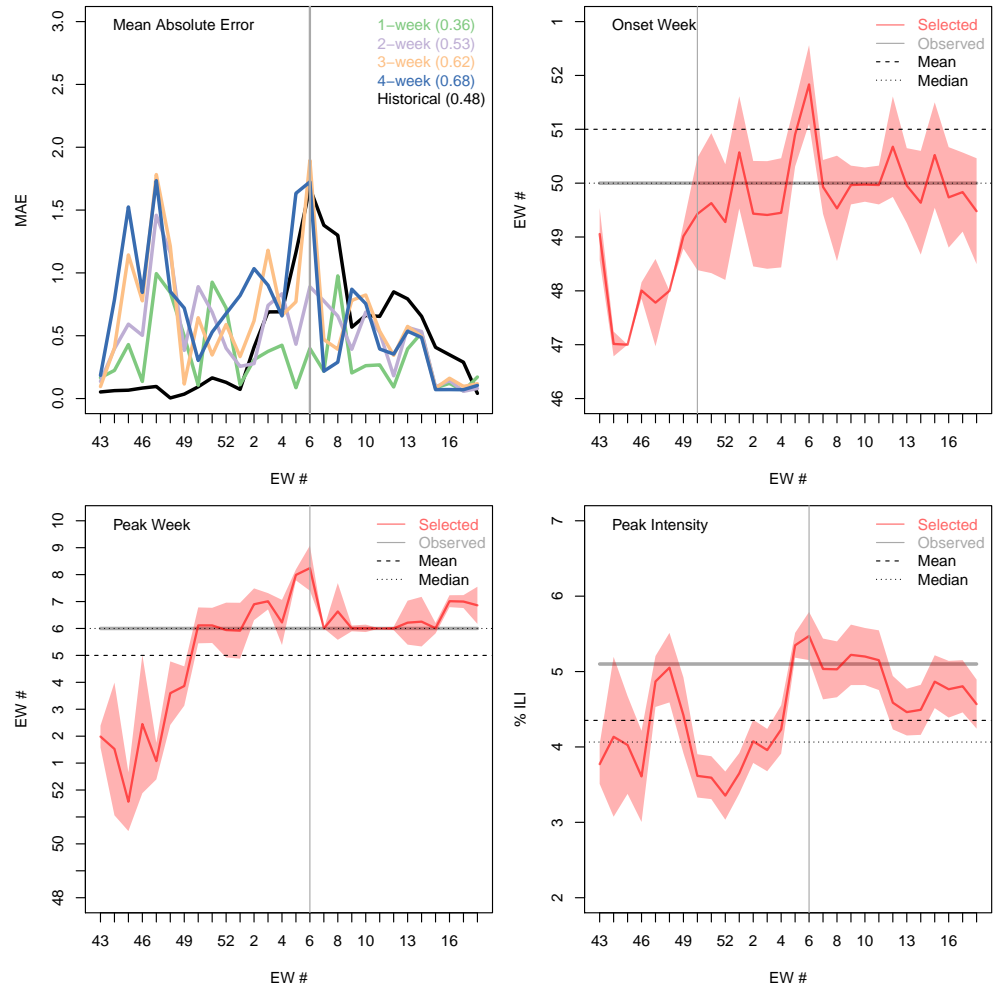 Mean Absolute Error
1−week (0.36)
2−week (0.53)
3−week (0.62)
4−week (0.68)
Historical (0.48)
MAE
3.0
2.5
2.0
1.5
1.0
0.5
0.0
43 46 49 52 2 4 6 8 10 13 16
EW #
Onset Week
Selected
Observed
Mean
Median
EW #
1
52
51
50
49
48
47
46
43 46 49 52 2 4 6 8 10 13 16
EW #
Peak Week
Selected
Observed
Mean
Median
EW #
10
9
8
7
6
5
4
3
2
1
52
50
48
43 46 49 52 2 4 6 8 10 13 16
EW #
Peak Intensity
Selected
Observed
Mean
Median
% ILI
7
6
5
4
3
2
43 46 49 52 2 4 6 8 10 13 16
EW #